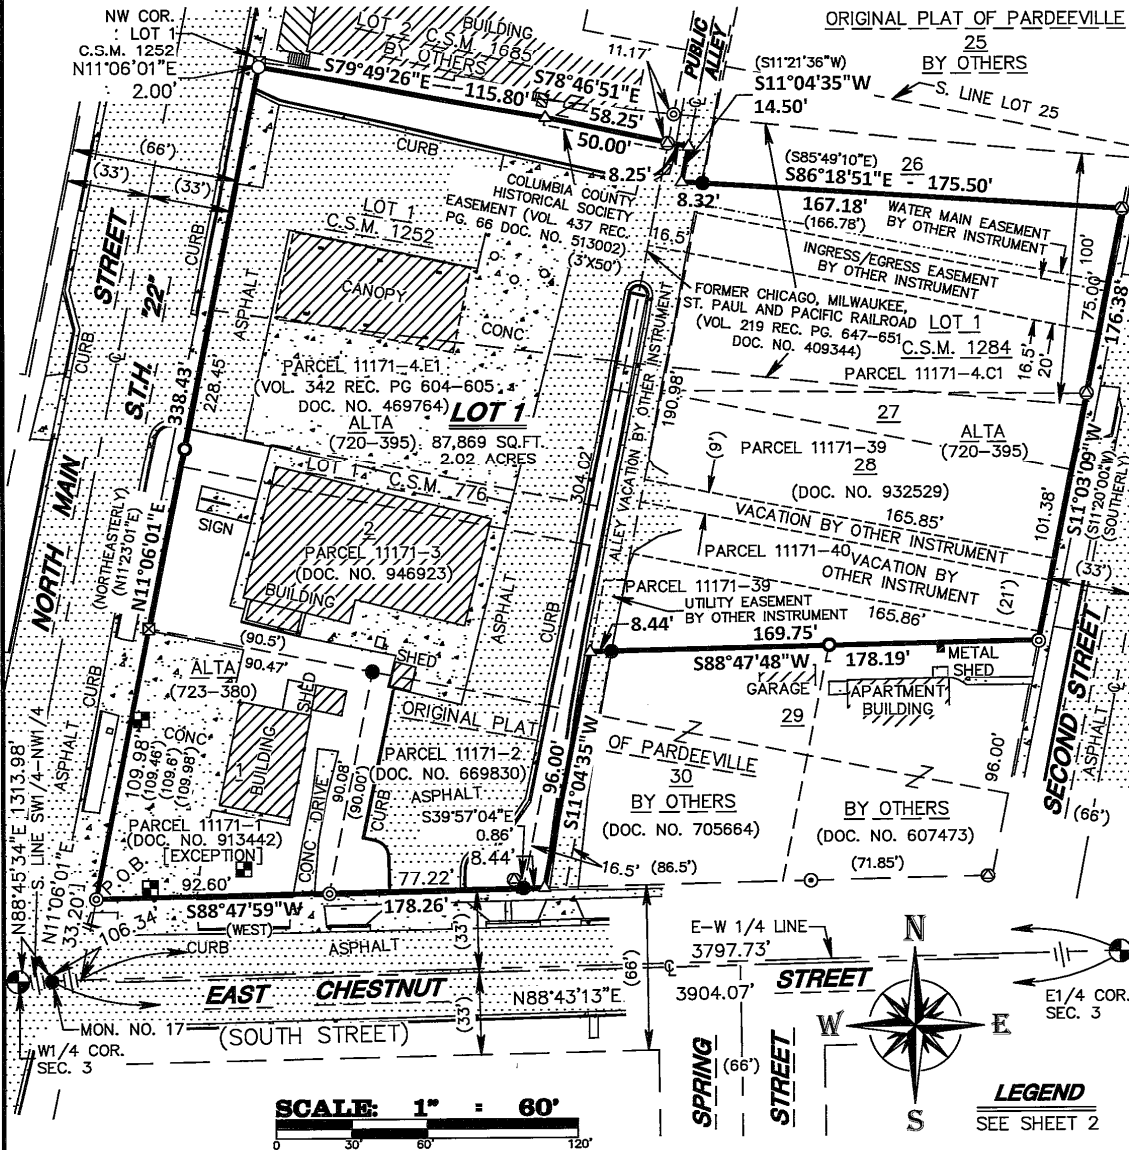 NW COR.
LOT 1
C.S.M. 1252
N11°06'01"E
2.00'
LOT 2 C.S.M. 1685
BY OTHERS
BUILDING
S79°49'26"E — 115.80'
S78°46'51"E
58.25'
50.00'
11.17'
PUBLIC
ALLEY
ORIGINAL PLAT OF PARDEEVILLE
25
BY OTHERS
S. LINE LOT 25
(S11°21'36"W)
S11°04'35"W
14.50'
(66')
(33')
(33')
CURB
8.25'
8.32'
(S85°49'10"E)
26
S86°18'51"E - 175.50'
167.18'
(166.78')
WATER MAIN EASEMENT
BY OTHER INSTRUMENT
INGRESS/EGRESS EASEMENT
BY OTHER INSTRUMENT
100'
75.00'
176.38'
COLUMBIA COUNTY
HISTORICAL SOCIETY
EASEMENT (VOL. 437 REC.
PG. 66 DOC. NO. 513002)
(3'X50')
16.5'
LOT 1
C.S.M. 1252
CANOPY
CONC
STREET
"22"
S.T.H.
CURB
ASPHALT
CURB
338.43'
228.45'
FORMER CHICAGO, MILWAUKEE,
ST. PAUL AND PACIFIC RAILROAD
(VOL. 219 REC. PG. 647-651
DOC. NO. 409344)
LOT 1
C.S.M. 1284
PARCEL 11171-4.C1
16.5'
20'
PARCEL 11171-4.E1
(VOL. 342 REC. PG 604-605
DOC. NO. 469764)
ALTA
(720-395)
LOT 1
87,869 SQ.FT.
2.02 ACRES
190.98'
ALLEY VACATION BY OTHER INSTRUMENT
304.02'
27
ALTA
(720-395)
PARCEL 11171-39
28
(DOC. NO. 932529)
(9')
165.85'
VACATION BY OTHER INSTRUMENT
PARCEL 11171-40
VACATION BY
OTHER INSTRUMENT
101.38'
S11°03'09"W
(S11°20'00"W)
(SOUTHERLY)
LOT 1 C.S.M. 776
SIGN
2
PARCEL 11171-3
(DOC. NO. 946923)
BUILDING
ASPHALT
CURB
NORTH MAIN
(NORTHEASTERLY)
(N11°23'01"E)
N11°06'01"E
PARCEL 11171-39
UTILITY EASEMENT
BY OTHER INSTRUMENT
165.86'
(21')
(33')
8.44'
169.75'
S88°47'48"W
178.19'
METAL
SHED
GARAGE
APARTMENT
BUILDING
29
(90.5')
90.47'
SHED
ALTA
(723-380)
SHED
CURB
ASPHALT
CONC
109.98
(109.46')
(109.6')
(109.98')
1
BUILDING
ORIGINAL PLAT
OF PARDEEVILLE
PARCEL 11171-2
(DOC. NO. 669830)
ASPHALT
CONC DRIVE
90.08'
(90.00')
CURB
96.00'
S11°04'35"W
30
BY OTHERS
(DOC. NO. 705664)
BY OTHERS
(DOC. NO. 607473)
(71.85')
96.00'
SECOND STREET
ASPHALT
(66')
S39°57'04"E
0.86'
8.44'
PARCEL 11171-1
(DOC. NO. 913442)
[EXCEPTION]
P.O.B.
92.60'
77.22'
16.5'
(86.5')
N88°45'34"E 1313.98'
S. LINE SW1/4-NW1/4
N11°06'01"E
33.20'
106.34'
S88°47'59"W
(WEST)
178.26'
CURB
ASPHALT
(33')
(33')
(66')
E-W 1/4 LINE
3797.73'
3904.07'
STREET
EAST CHESTNUT
(SOUTH STREET)
N88°43'13"E
MON. NO. 17
W1/4 COR.
SEC. 3
SPRING
(66')
STREET
N
W
E
S
E1/4 COR.
SEC. 3
SCALE: 1" = 60'
0 30' 60' 120'
LEGEND
SEE SHEET 2